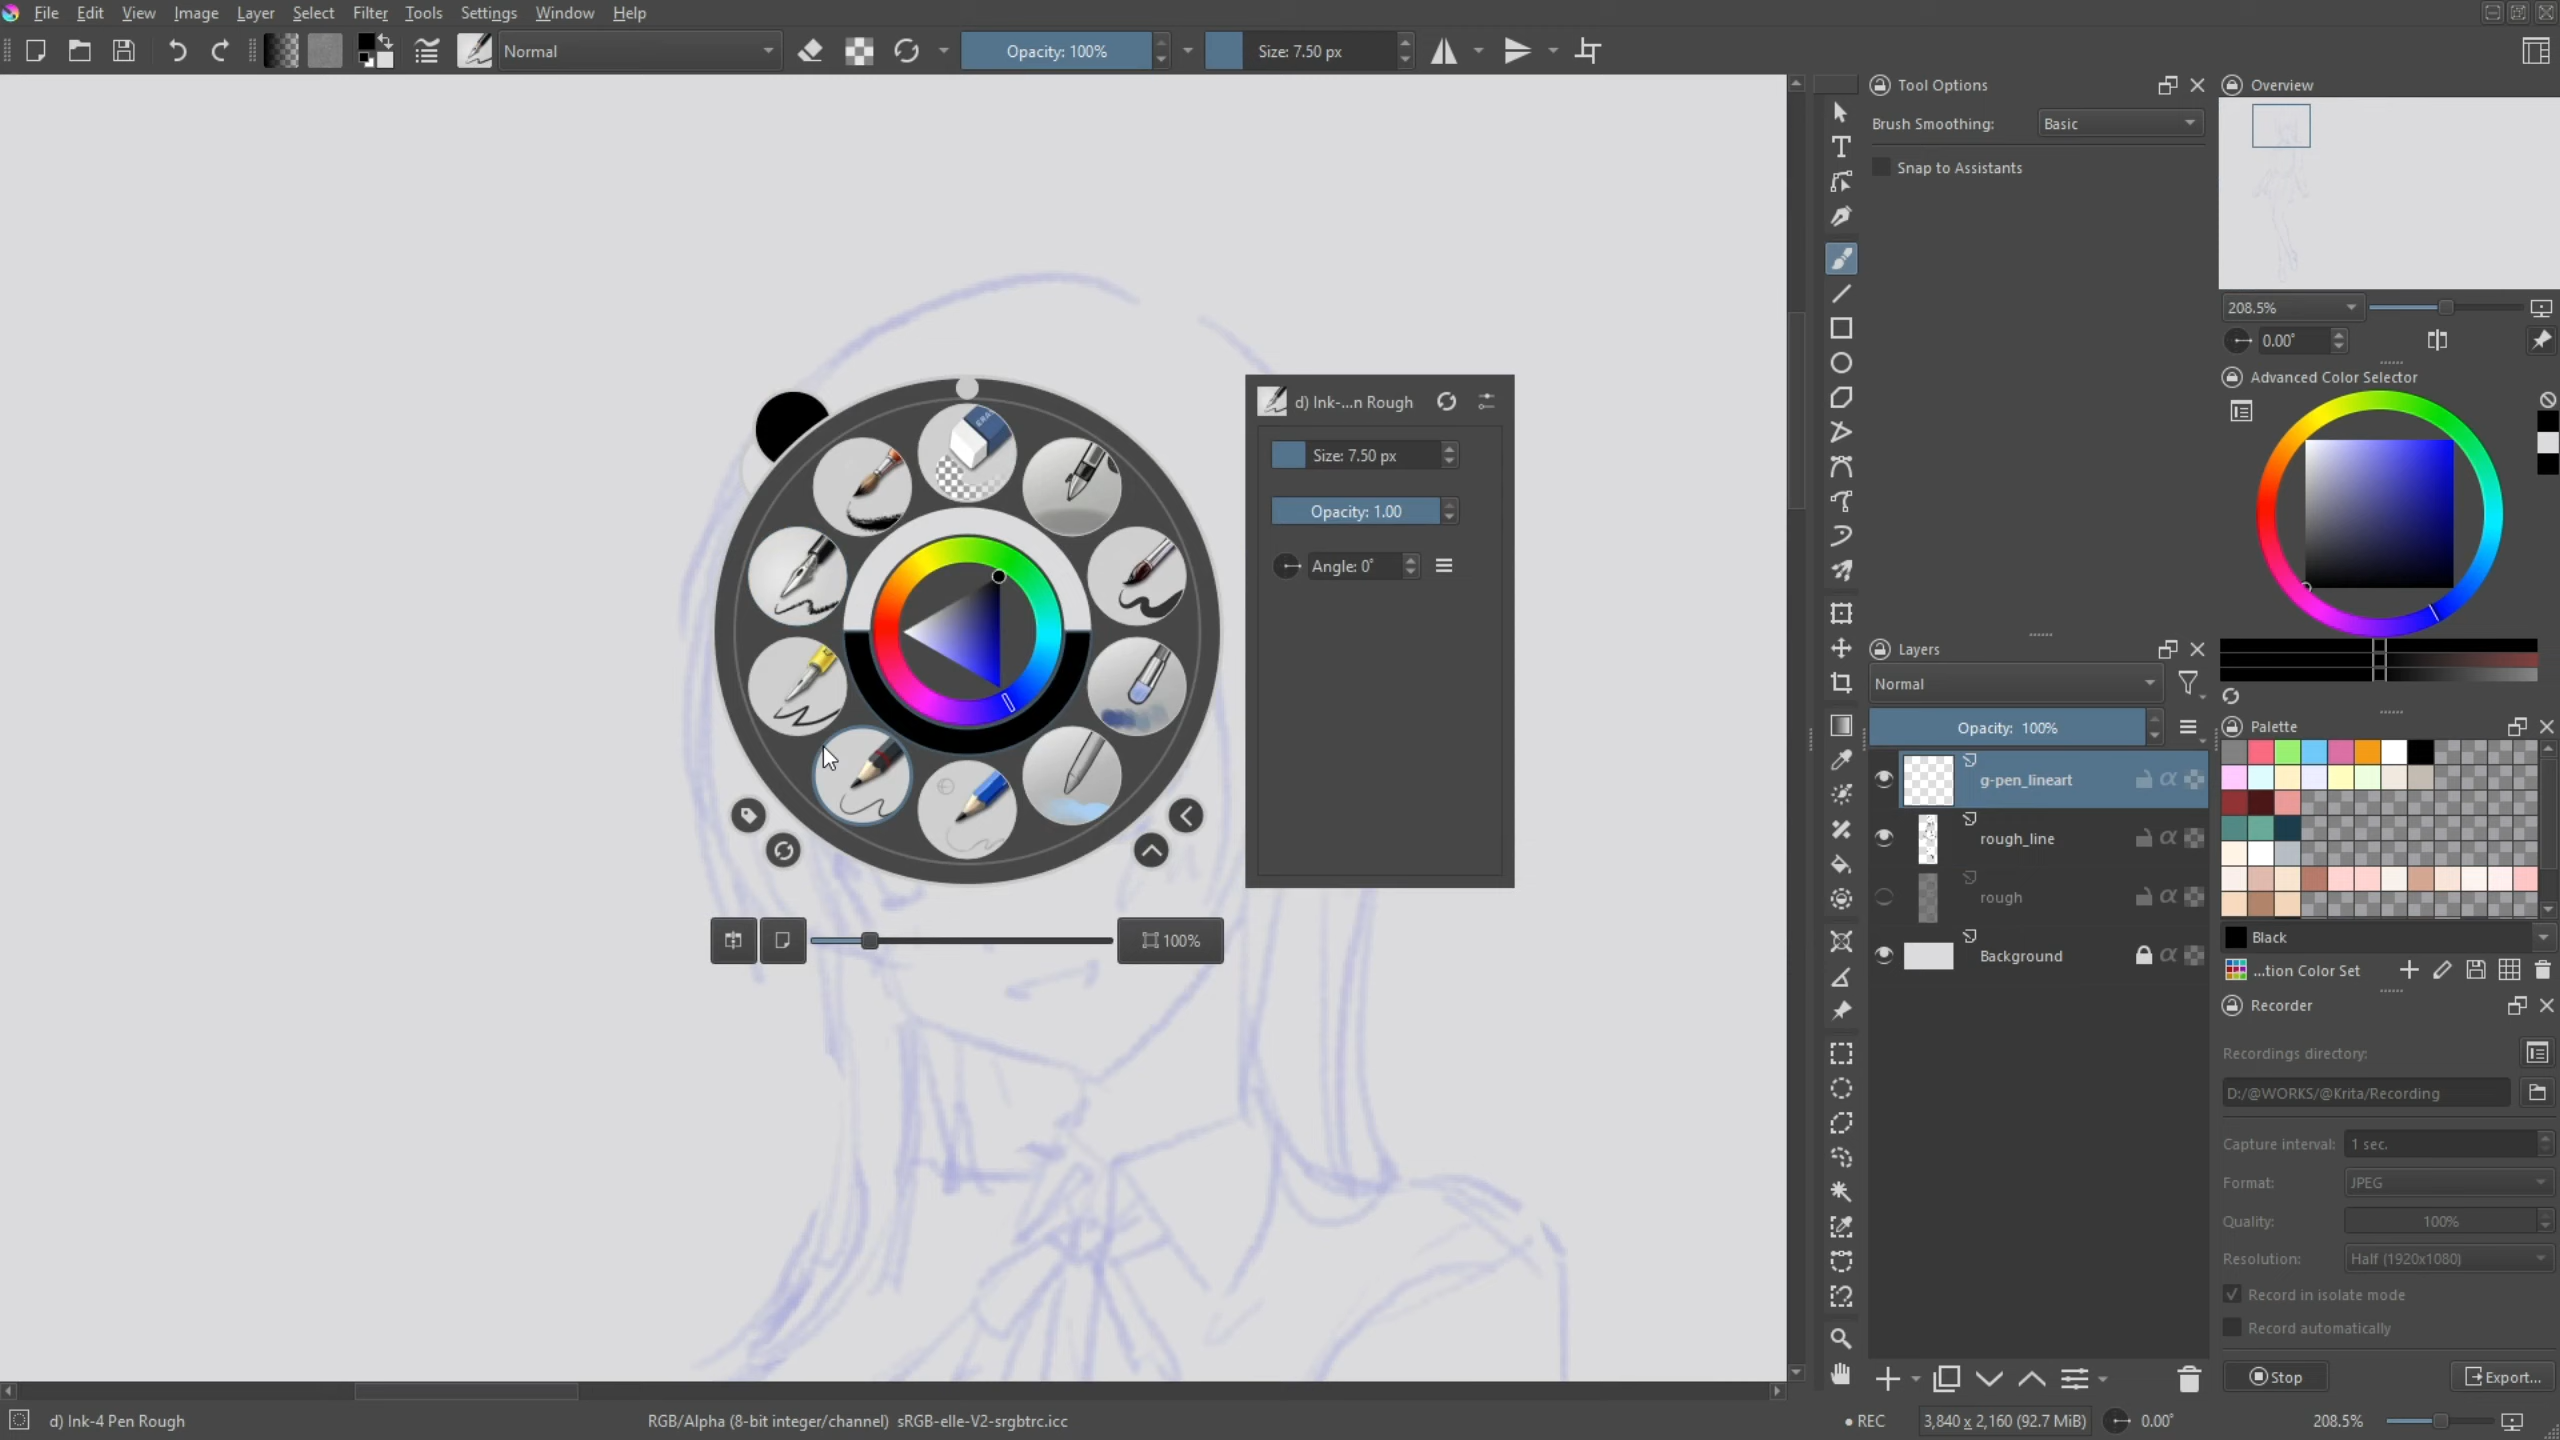 File Edit View Image Layer Select Filter Tools Settings Window Help
Normal
Opacity: 100%
Size: 7.50 px
Tool Options
Brush Smoothing: Basic
Snap to Assistants
Overview
208.5%
0.00°
Advanced Color Selector
d) Ink-...n Rough
Size: 7.50 px
Opacity: 1.00
Angle: 0°
100%
Layers
Normal
Opacity: 100%
g-pen_lineart
rough_line
rough
Background
Palette
Black
...tion Color Set
Recorder
Recordings directory:
D:/@WORKS/@Krita/Recording
Capture interval: 1 sec.
Format: JPEG
Quality: 100%
Resolution: Half (1920x1080)
Record in isolate mode
Record automatically
Stop
Export...
d) Ink-4 Pen Rough
RGB/Alpha (8-bit integer/channel) sRGB-elle-V2-srgbtrc.icc
● REC
3,840 x 2,160 (92.7 MiB)
0.00°
208.5%